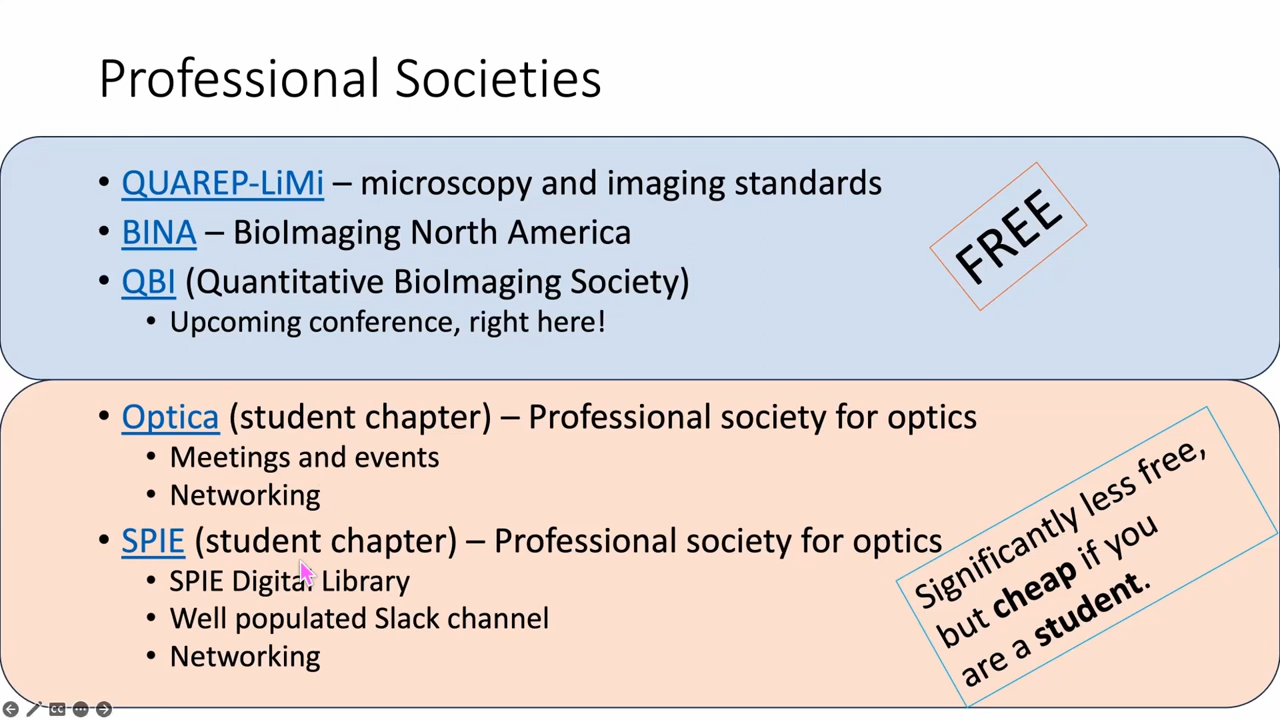 Professional Societies
• QUAREP-LiMi – microscopy and imaging standards
• BINA – BioImaging North America
• QBI (Quantitative BioImaging Society)
• Upcoming conference, right here!
FREE
• Optica (student chapter) – Professional society for optics
• Meetings and events
• Networking
• SPIE (student chapter) – Professional society for optics
• SPIE Digital Library
• Well populated Slack channel
• Networking
Significantly less free,
but cheap if you
are a student.
CC